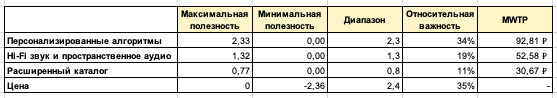 Максимальная полезность Минимальная полезность Диапазон Относительная важность MWTP
Персонализированные алгоритмы 2,33 0,00 2,3 34% 92,81 ₽
Hi-Fi звук и пространственное аудио 1,32 0,00 1,3 19% 52,58 ₽
Расширенный каталог 0,77 0,00 0,8 11% 30,67 ₽
Цена 0 -2,36 2,4 35% -